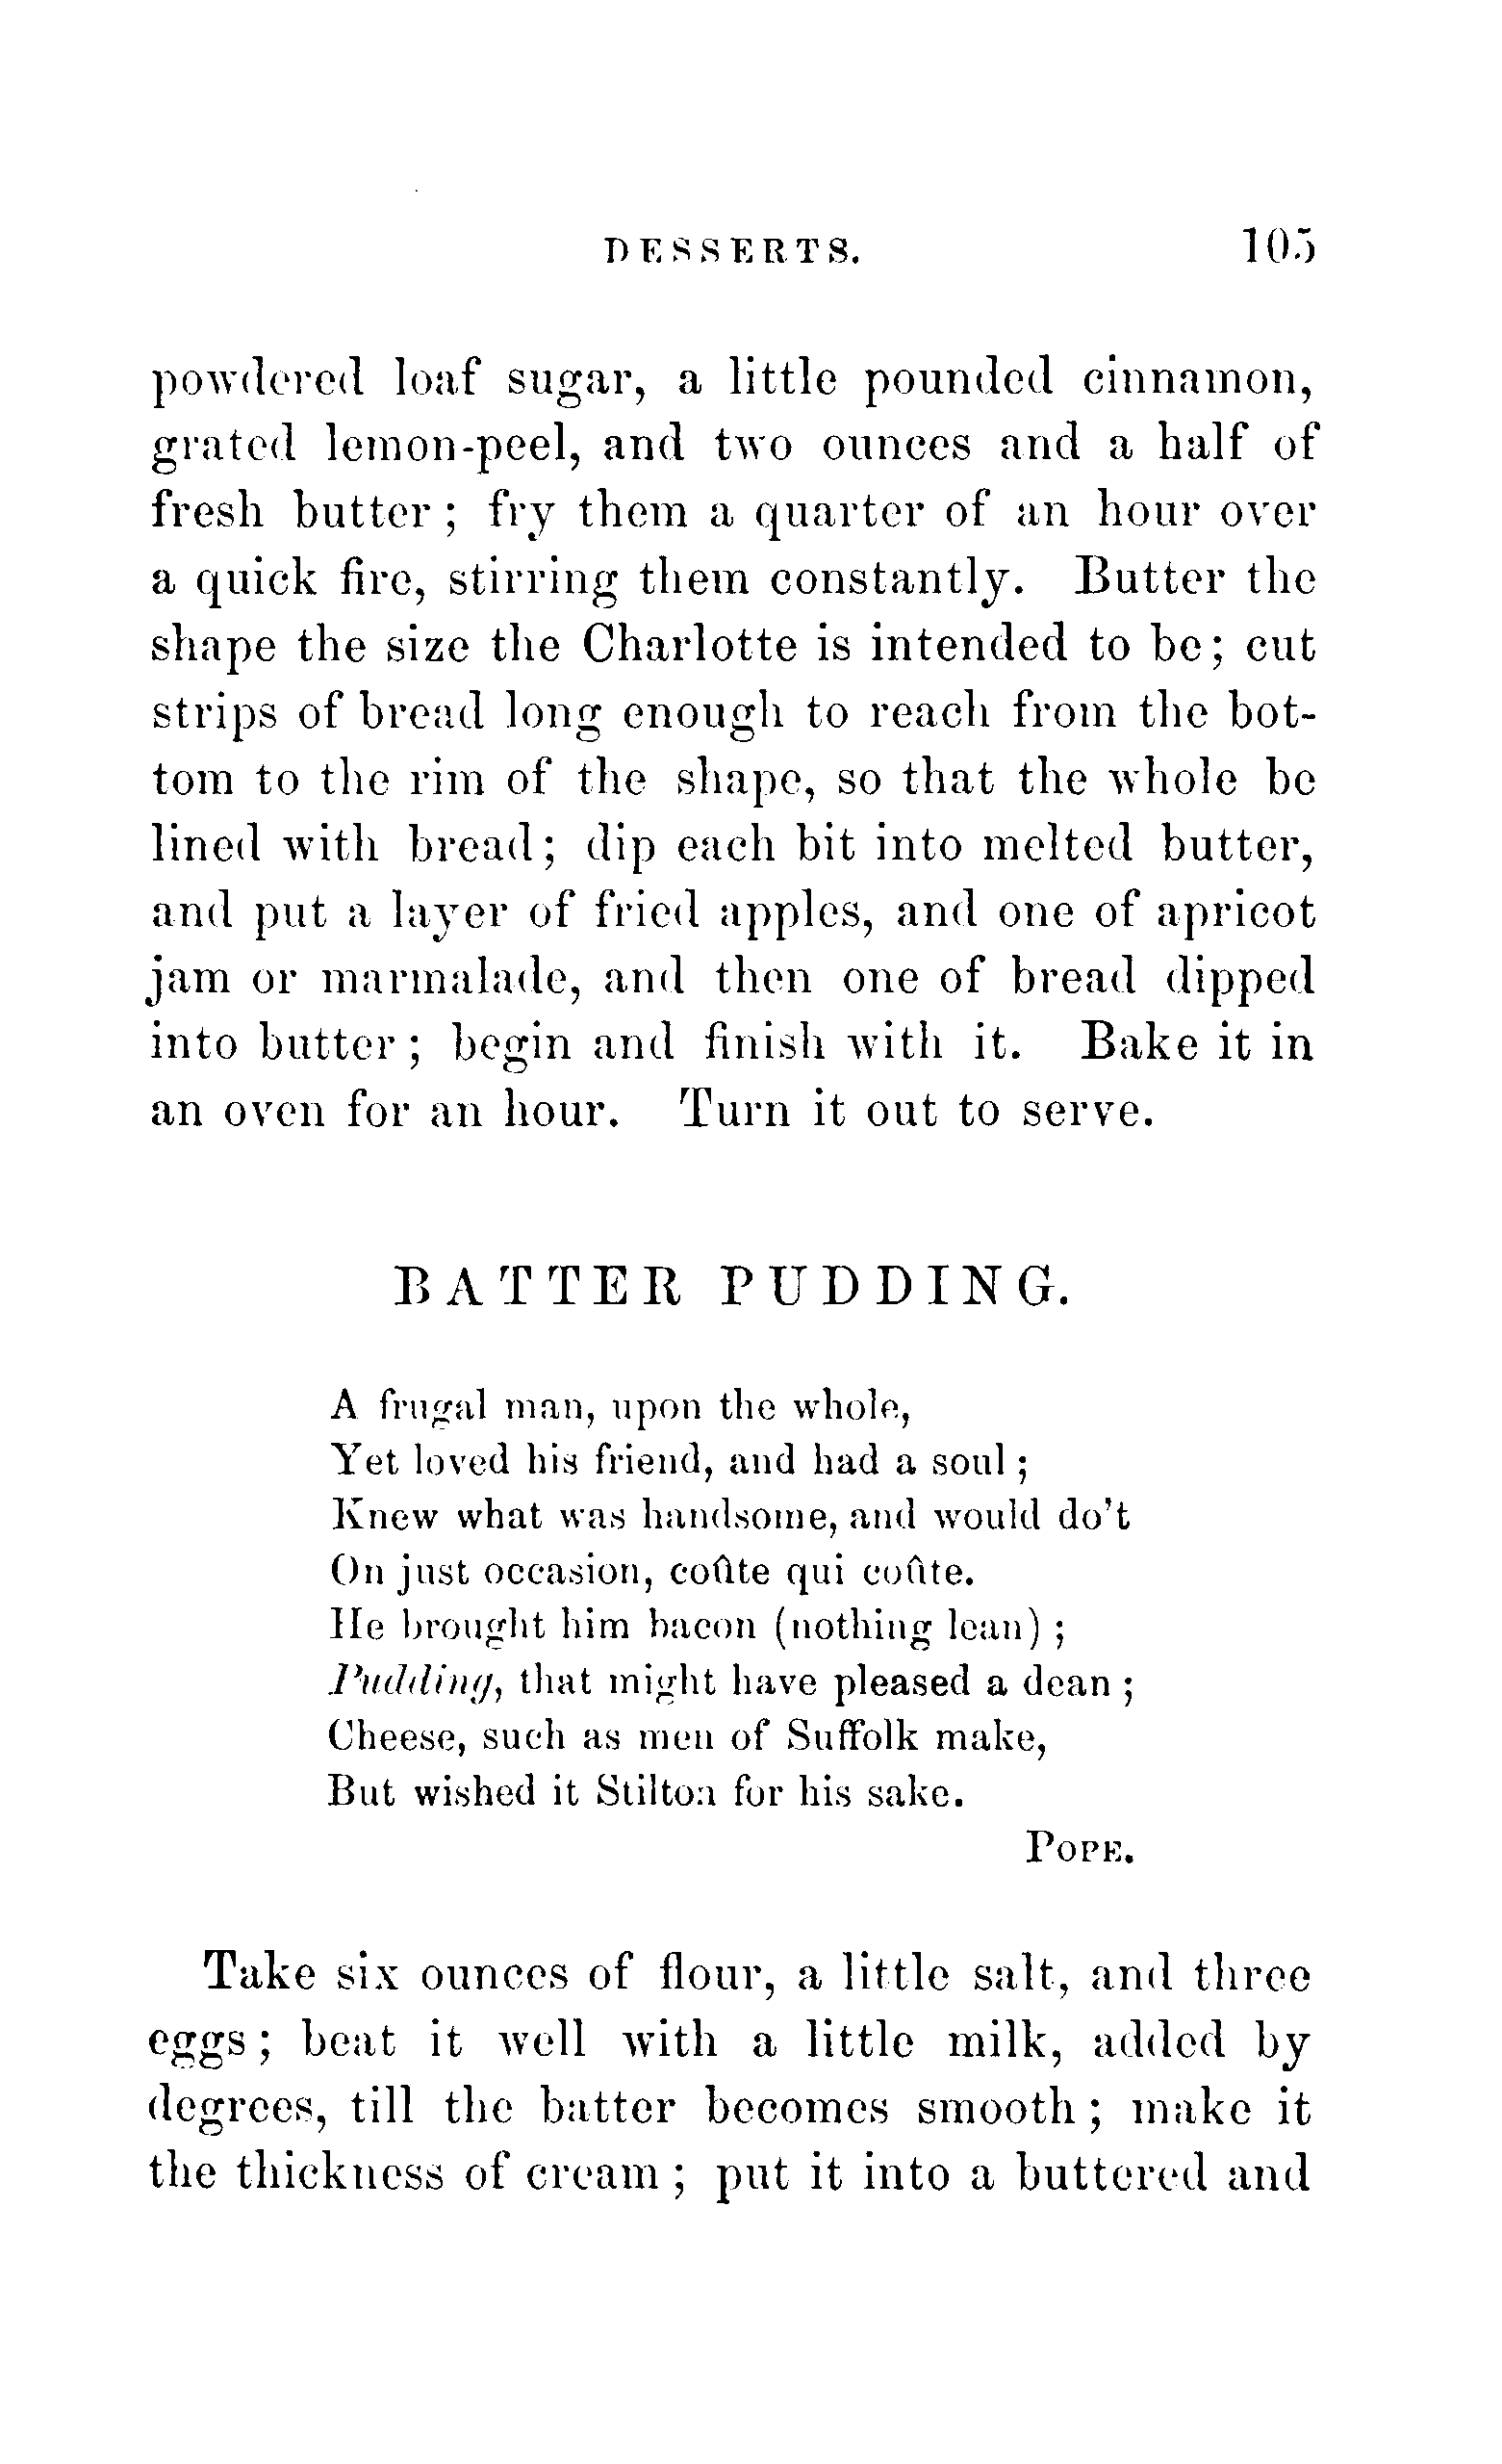 DESSERTS. 105
powdered loaf sugar, a little pounded cinnamon,
grated lemon-peel, and two ounces and a half of
fresh butter; fry them a quarter of an hour over
a quick fire, stirring them constantly. Butter the
shape the size the Charlotte is intended to be; cut
strips of bread long enough to reach from the bot-
tom to the rim of the shape, so that the whole be
lined with bread; dip each bit into melted butter,
and put a layer of fried apples, and one of apricot
jam or marmalade, and then one of bread dipped
into butter; begin and finish with it. Bake it in
an oven for an hour. Turn it out to serve.
BATTER PUDDING.
A frugal man, upon the whole,
Yet loved his friend, and had a soul;
Knew what was handsome, and would do't
On just occasion, coûte qui coûte.
He brought him bacon (nothing lean);
Pudding, that might have pleased a dean;
Cheese, such as men of Suffolk make,
But wished it Stilton for his sake.
POPE.
Take six ounces of flour, a little salt, and three
eggs; beat it well with a little milk, added by
degrees, till the batter becomes smooth; make it
the thickness of cream; put it into a buttered and